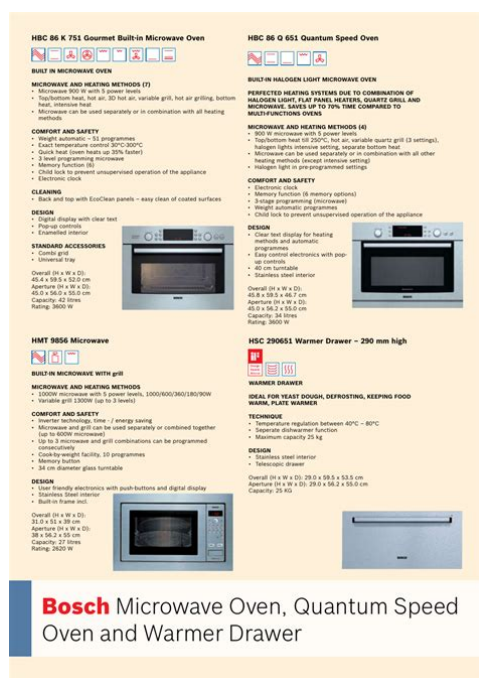 HBC 86 K 751 Gourmet Built-in Microwave Oven
BUILT IN MICROWAVE OVEN
MICROWAVE AND HEATING METHODS (7)
• Microwave 900 W with 5 power levels
• Top/bottom heat, hot air, 3D hot air, variable grill, hot air grilling, bottom
heat, intensive heat
• Microwave can be used separately or in combination with all heating
methods
COMFORT AND SAFETY
• Weight automatic – 51 programmes
• Exact temperature control 30°C-300°C
• Quick heat (oven heats up 35% faster)
• 3 level programming microwave
• Memory function (6)
• Child lock to prevent unsupervised operation of the appliance
• Electronic clock
CLEANING
• Back and top with EcoClean panels – easy clean of coated surfaces
DESIGN
• Digital display with clear text
• Pop-up controls
• Enamelled interior
STANDARD ACCESSORIES
• Combi grid
• Universal tray
Overall (H x W x D):
45.4 x 59.5 x 52.0 cm
Aperture (H x W x D):
45.0 x 56.0 x 55.0 cm
Capacity: 42 litres
Rating: 3600 W
HBC 86 Q 651 Quantum Speed Oven
BUILT-IN HALOGEN LIGHT MICROWAVE OVEN
PERFECTED HEATING SYSTEMS DUE TO COMBINATION OF
HALOGEN LIGHT, FLAT PANEL HEATERS, QUARTZ GRILL AND
MICROWAVE. SAVES UP TO 70% TIME COMPARED TO
MULTI-FUNCTIONS OVENS
MICROWAVE AND HEATING METHODS (4)
• 900 W microwave with 5 power levels
• Top/bottom heat till 250°C, hot air, variable quartz grill (3 settings),
halogen lights intensive setting, separate bottom heat
• Microwave can be used separately or in combination with all other
heating methods (except intensive setting)
• Halogen light in pre-programmed settings
COMFORT AND SAFETY
• Electronic clock
• Memory function (6 memory options)
• 3-stage programming (microwave)
• Weight automatic programmes
• Child lock to prevent unsupervised operation of the appliance
DESIGN
• Clear text display for heating
methods and automatic
programmes
• Easy control electronics with pop-
up controls
• 40 cm turntable
• Stainless steel interior
Overall (H x W x D):
45.8 x 59.5 x 46.7 cm
Aperture (H x W x D):
45.0 x 56.2 x 55.0 cm
Capacity: 34 litres
Rating: 3600 W
HMT 9856 Microwave
BUILT-IN MICROWAVE WITH grill
MICROWAVE AND HEATING METHODS
• 1000W microwave with 5 power levels, 1000/600/360/180/90W
• Variable grill 1300W (up to 3 levels)
COMFORT AND SAFETY
• Inverter technology, time - / energy saving
• Microwave and grill can be used separately or combined together
(up to 600W microwave)
• Up to 3 microwave and grill combinations can be programmed
consecutively
• Cook-by-weight facility, 10 programmes
• Memory button
• 34 cm diameter glass turntable
DESIGN
• User friendly electronics with push-buttons and digital display
• Stainless Steel interior
• Built-in frame incl.
Overall (H x W x D):
31.0 x 51 x 39 cm
Aperture (H x W x D):
38 x 56.2 x 55 cm
Capacity: 27 litres
Rating: 2620 W
HSC 290651 Warmer Drawer – 290 mm high
WARMER DRAWER
IDEAL FOR YEAST DOUGH, DEFROSTING, KEEPING FOOD
WARM, PLATE WARMER
TECHNIQUE
• Temperature regulation between 40°C – 80°C
• Seperate dishwarmer function
• Maximum capacity 25 kg
DESIGN
• Stainless steel interior
• Telescopic drawer
Overall (H x W x D): 29.0 x 59.5 x 53.5 cm
Aperture (H x W x D): 29.0 x 56.2 x 55.0 cm
Capacity: 25 KG
Bosch Microwave Oven, Quantum Speed
Oven and Warmer Drawer